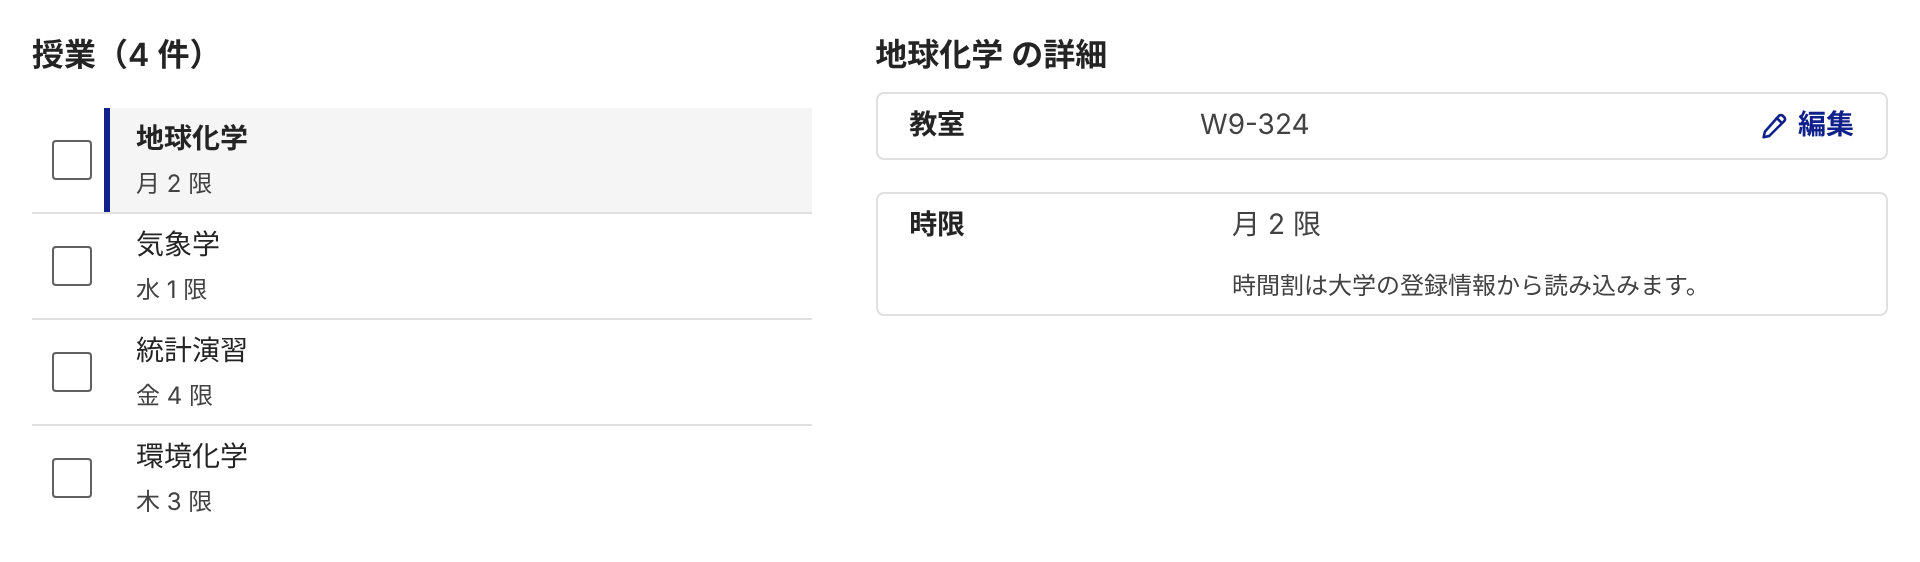 授業（4 件）
地球化学
月 2 限
気象学
水 1 限
統計演習
金 4 限
環境化学
木 3 限
地球化学 の詳細
教室 W9-324 編集
時限 月 2 限
時間割は大学の登録情報から読み込みます。